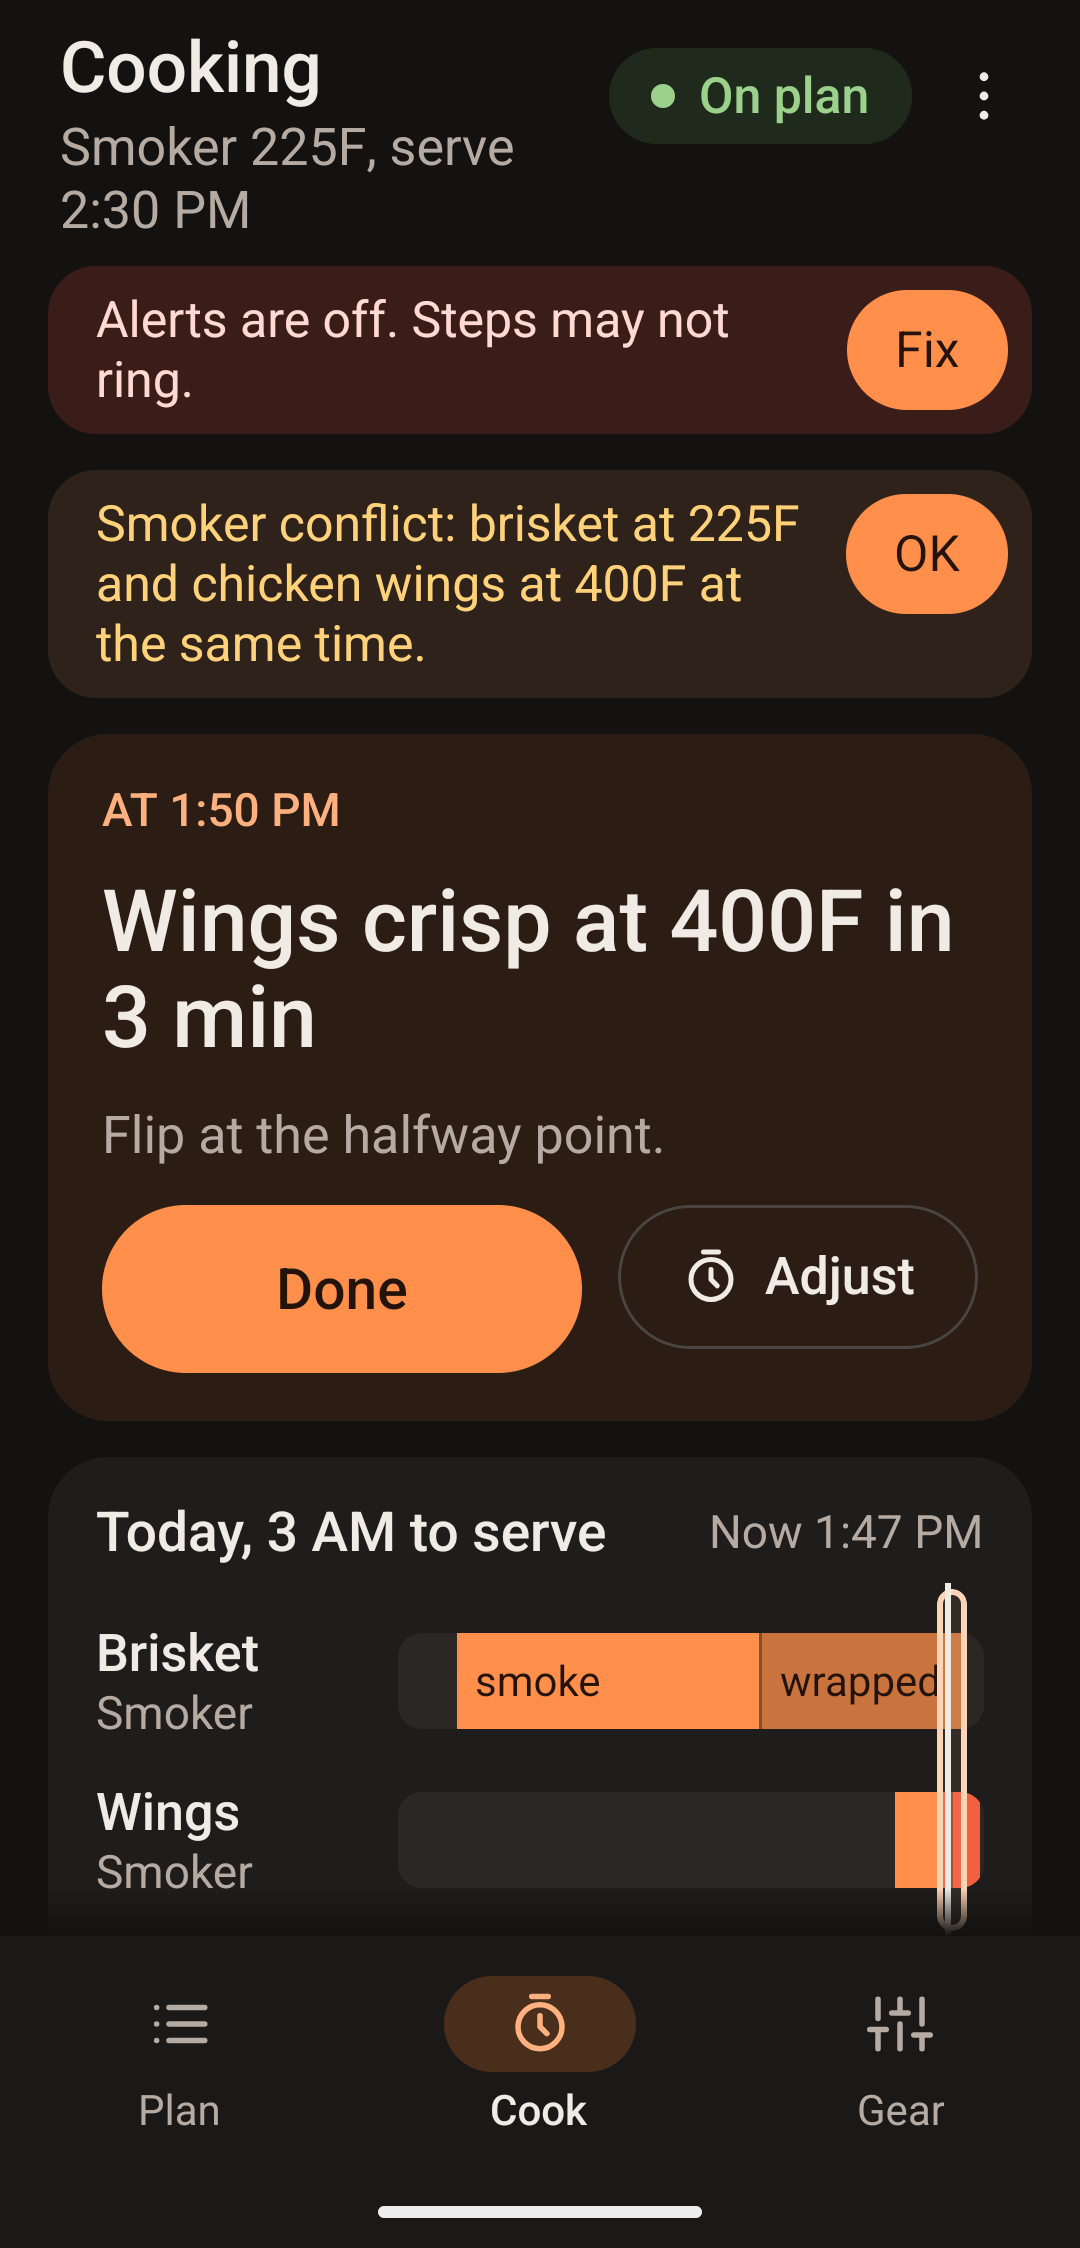 Cooking
On plan
Smoker 225F, serve
2:30 PM
Alerts are off. Steps may not
ring.
Fix
Smoker conflict: brisket at 225F
and chicken wings at 400F at
the same time.
OK
AT 1:50 PM
Wings crisp at 400F in
3 min
Flip at the halfway point.
Done
Adjust
Today, 3 AM to serve
Now 1:47 PM
Brisket
Smoker
smoke
wrapped
Wings
Smoker
Plan
Cook
Gear